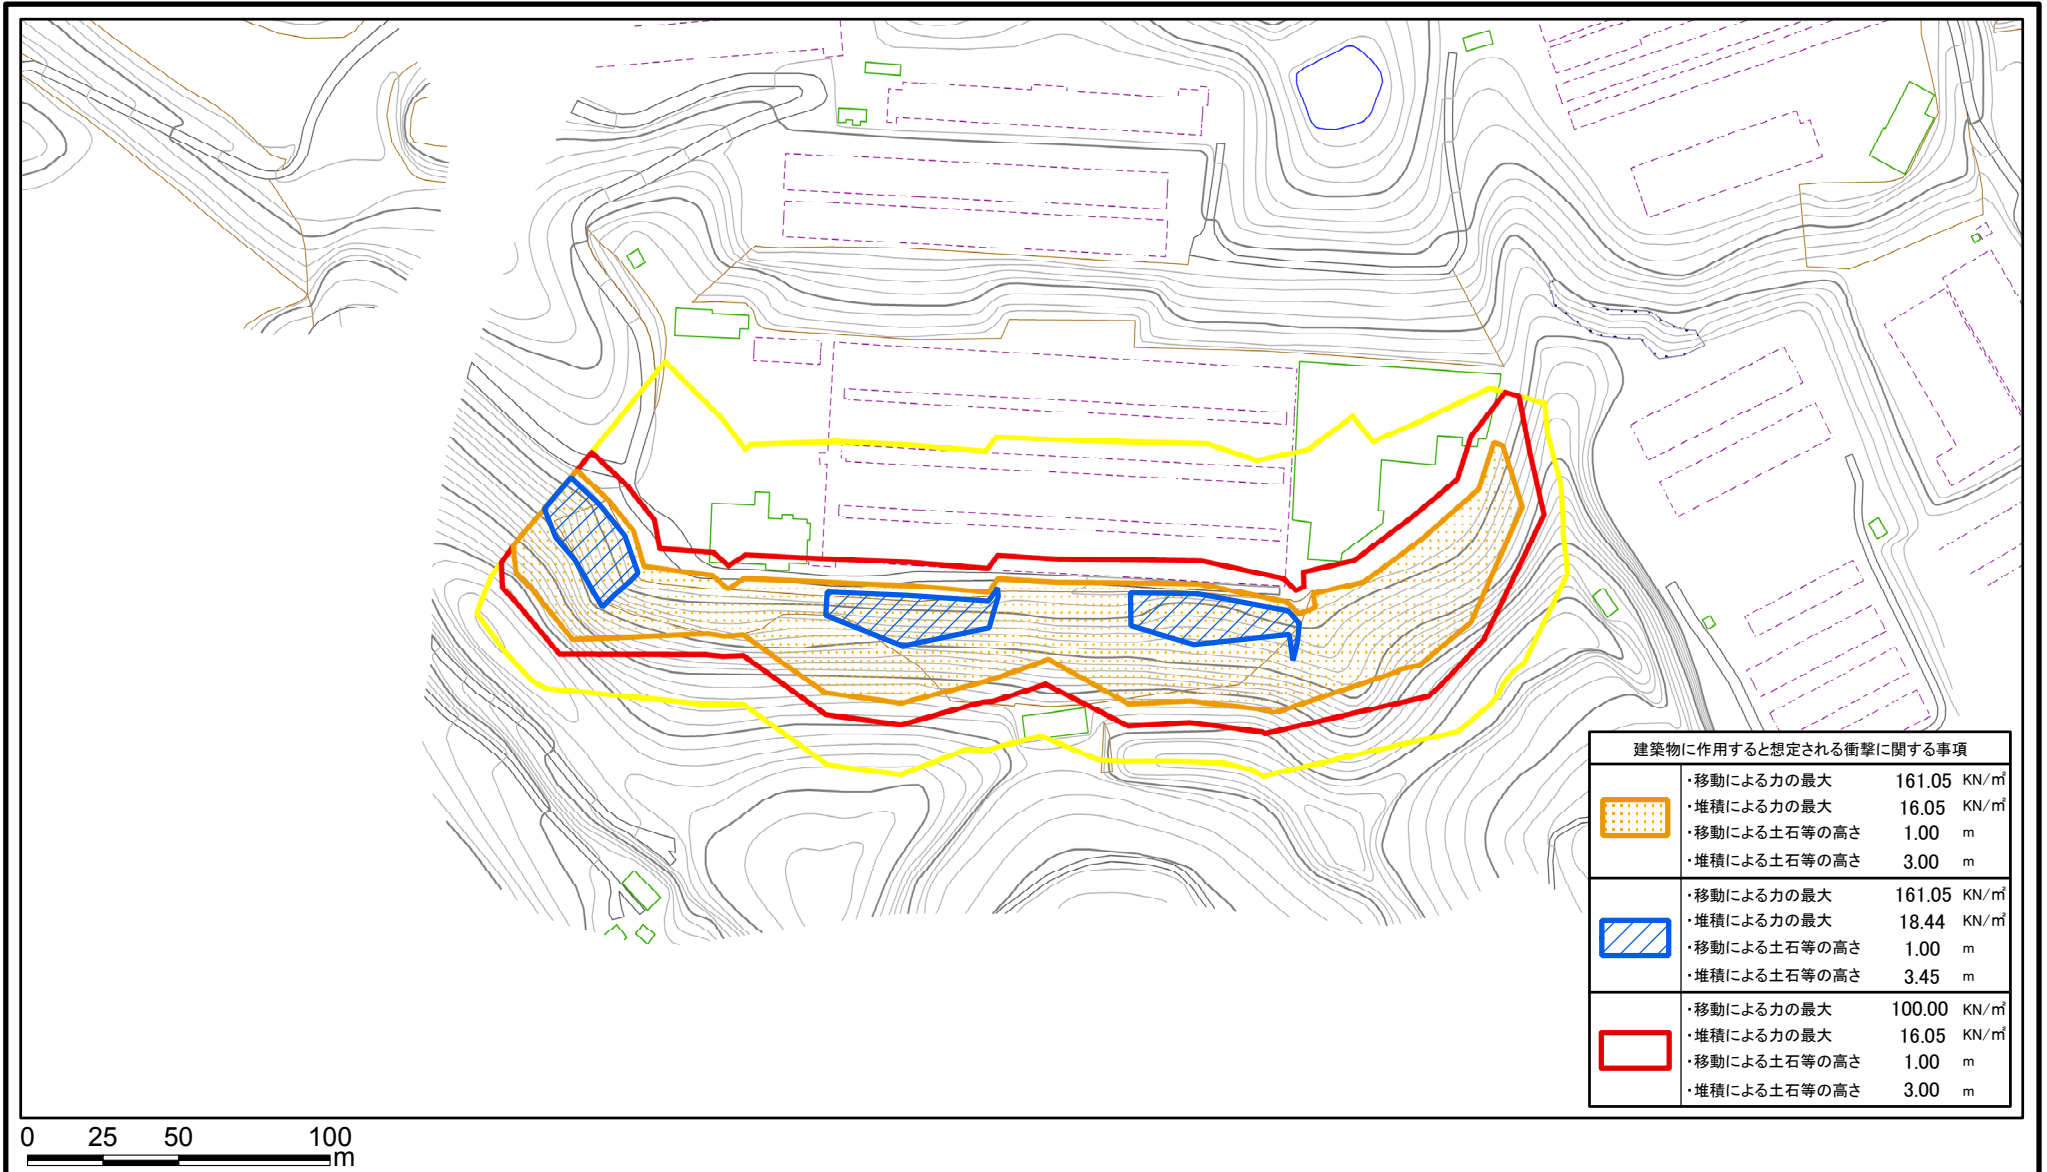 建築物に作用すると想定される衝撃に関する事項
・移動による力の最大 161.05 KN/㎡
・堆積による力の最大 16.05 KN/㎡
・移動による土石等の高さ 1.00 m
・堆積による土石等の高さ 3.00 m
・移動による力の最大 161.05 KN/㎡
・堆積による力の最大 18.44 KN/㎡
・移動による土石等の高さ 1.00 m
・堆積による土石等の高さ 3.45 m
・移動による力の最大 100.00 KN/㎡
・堆積による力の最大 16.05 KN/㎡
・移動による土石等の高さ 1.00 m
・堆積による土石等の高さ 3.00 m
0 25 50 100
m